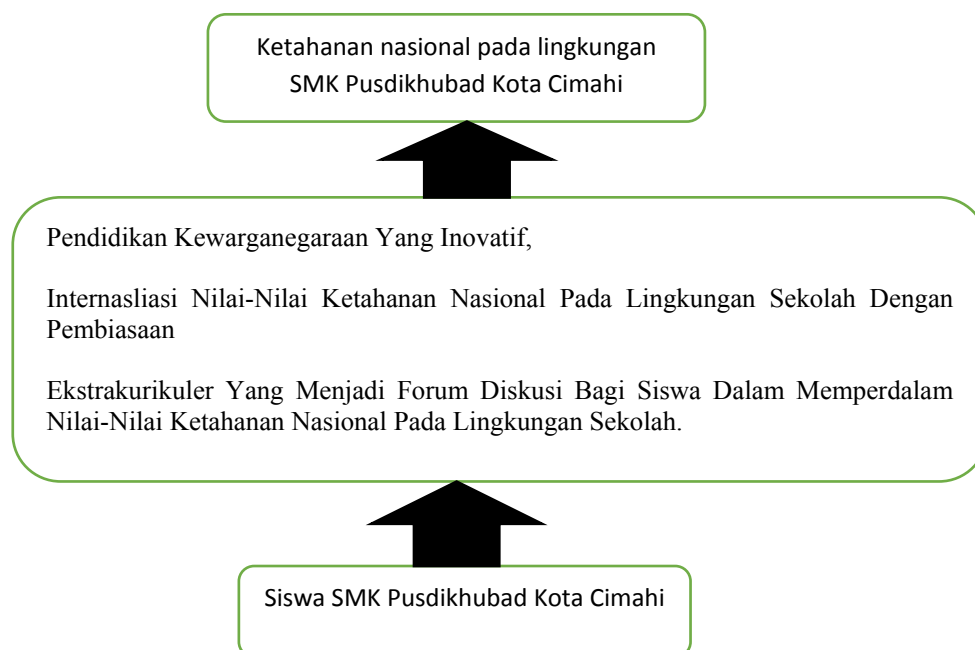 Ketahanan nasional pada lingkungan
SMK Pusdikhubad Kota Cimahi
Pendidikan Kewarganegaraan Yang Inovatif,
Internasliasi Nilai-Nilai Ketahanan Nasional Pada Lingkungan Sekolah Dengan
Pembiasaan
Ekstrakurikuler Yang Menjadi Forum Diskusi Bagi Siswa Dalam Memperdalam
Nilai-Nilai Ketahanan Nasional Pada Lingkungan Sekolah.
Siswa SMK Pusdikhubad Kota Cimahi